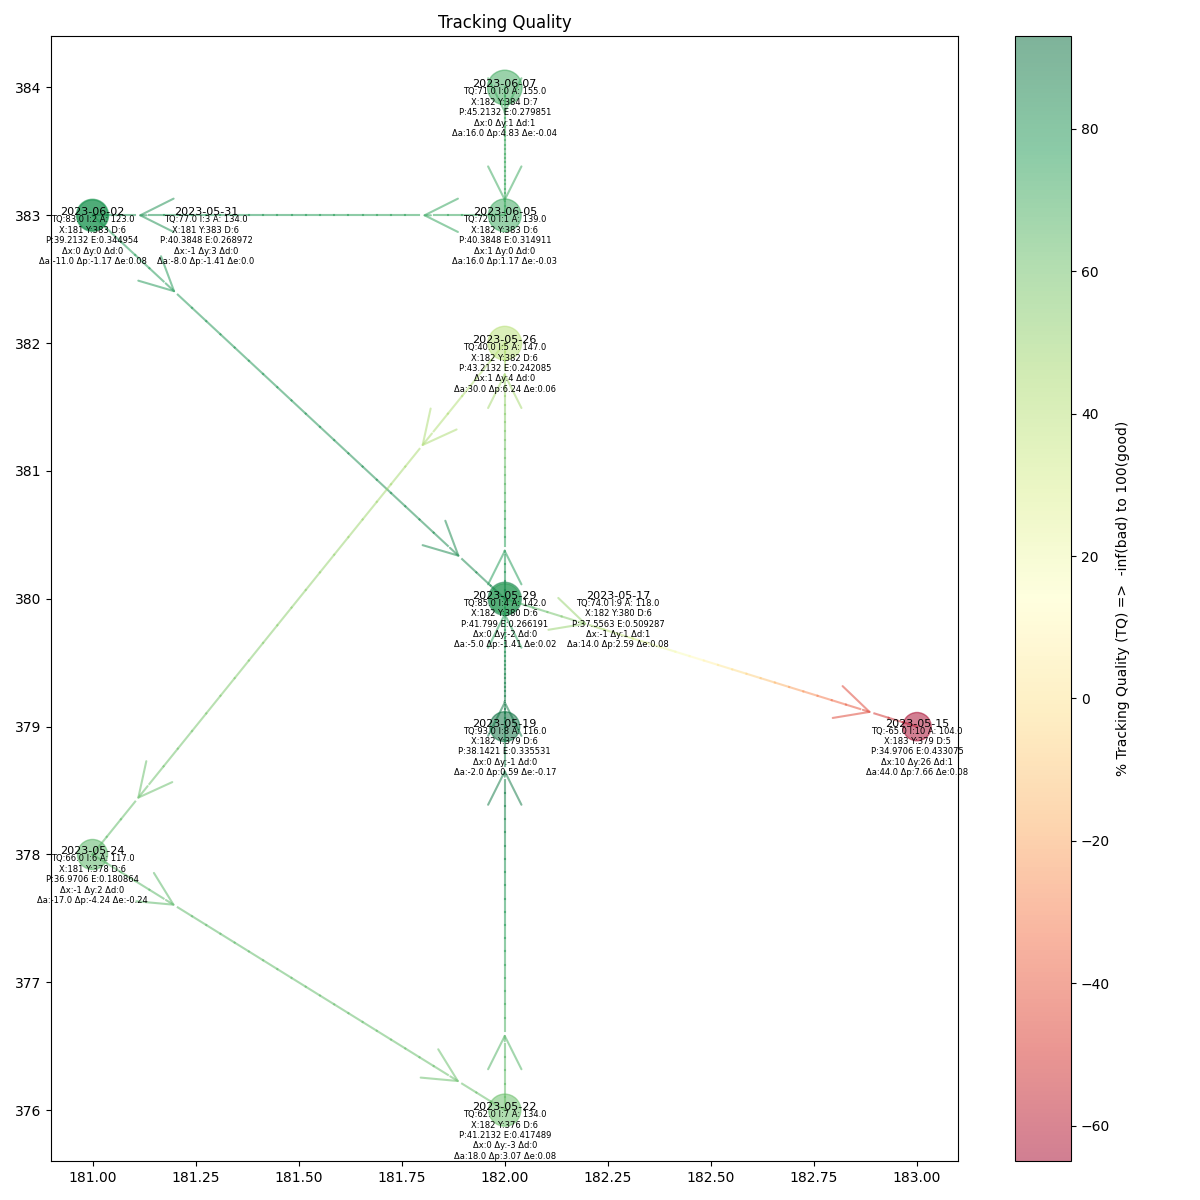 Tracking Quality
384
383
382
381
380
379
378
377
376
2023-06-07
TQ:71.0 I:0 A: 155.0
X:182 Y:384 D:7
P:45.2132 E:0.279851
Δx:0 Δy:1 Δd:1
Δa:16.0 Δp:4.83 Δe:-0.04
2023-06-02
TQ:83.0 I:2 A: 123.0
X:181 Y:383 D:6
P:39.2132 E:0.344954
Δx:0 Δy:0 Δd:0
Δa:-11.0 Δp:-1.17 Δe:0.08
2023-05-31
TQ:77.0 I:3 A: 134.0
X:181 Y:383 D:6
P:40.3848 E:0.268972
Δx:-1 Δy:3 Δd:0
Δa:-8.0 Δp:-1.41 Δe:0.0
2023-06-05
TQ:72.0 I:1 A: 139.0
X:182 Y:383 D:6
P:40.3848 E:0.314911
Δx:1 Δy:0 Δd:0
Δa:16.0 Δp:1.17 Δe:-0.03
2023-05-26
TQ:40.0 I:5 A: 147.0
X:182 Y:382 D:6
P:43.2132 E:0.242085
Δx:1 Δy:4 Δd:0
Δa:30.0 Δp:6.24 Δe:0.06
2023-05-29
TQ:85.0 I:4 A: 142.0
X:182 Y:380 D:6
P:41.799 E:0.266191
Δx:0 Δy:-2 Δd:0
Δa:-5.0 Δp:-1.41 Δe:0.02
2023-05-17
TQ:74.0 I:9 A: 118.0
X:182 Y:380 D:6
P:37.5563 E:0.509287
Δx:-1 Δy:1 Δd:1
Δa:14.0 Δp:2.59 Δe:0.08
2023-05-19
TQ:93.0 I:8 A: 116.0
X:182 Y:379 D:6
P:38.1421 E:0.335531
Δx:0 Δy:-1 Δd:0
Δa:-2.0 Δp:0.59 Δe:-0.17
2023-05-15
TQ:-65.0 I:10 A: 104.0
X:183 Y:379 D:5
P:34.9706 E:0.433075
Δx:10 Δy:26 Δd:1
Δa:44.0 Δp:7.66 Δe:0.08
2023-05-24
TQ:66.0 I:6 A: 117.0
X:181 Y:378 D:6
P:36.9706 E:0.180864
Δx:-1 Δy:2 Δd:0
Δa:-17.0 Δp:-4.24 Δe:-0.24
2023-05-22
TQ:62.0 I:7 A: 134.0
X:182 Y:376 D:6
P:41.2132 E:0.417489
Δx:0 Δy:-3 Δd:0
Δa:18.0 Δp:3.07 Δe:0.08
181.00 181.25 181.50 181.75 182.00 182.25 182.50 182.75 183.00
80
60
40
20
0
−20
−40
−60
% Tracking Quality (TQ) => -inf(bad) to 100(good)